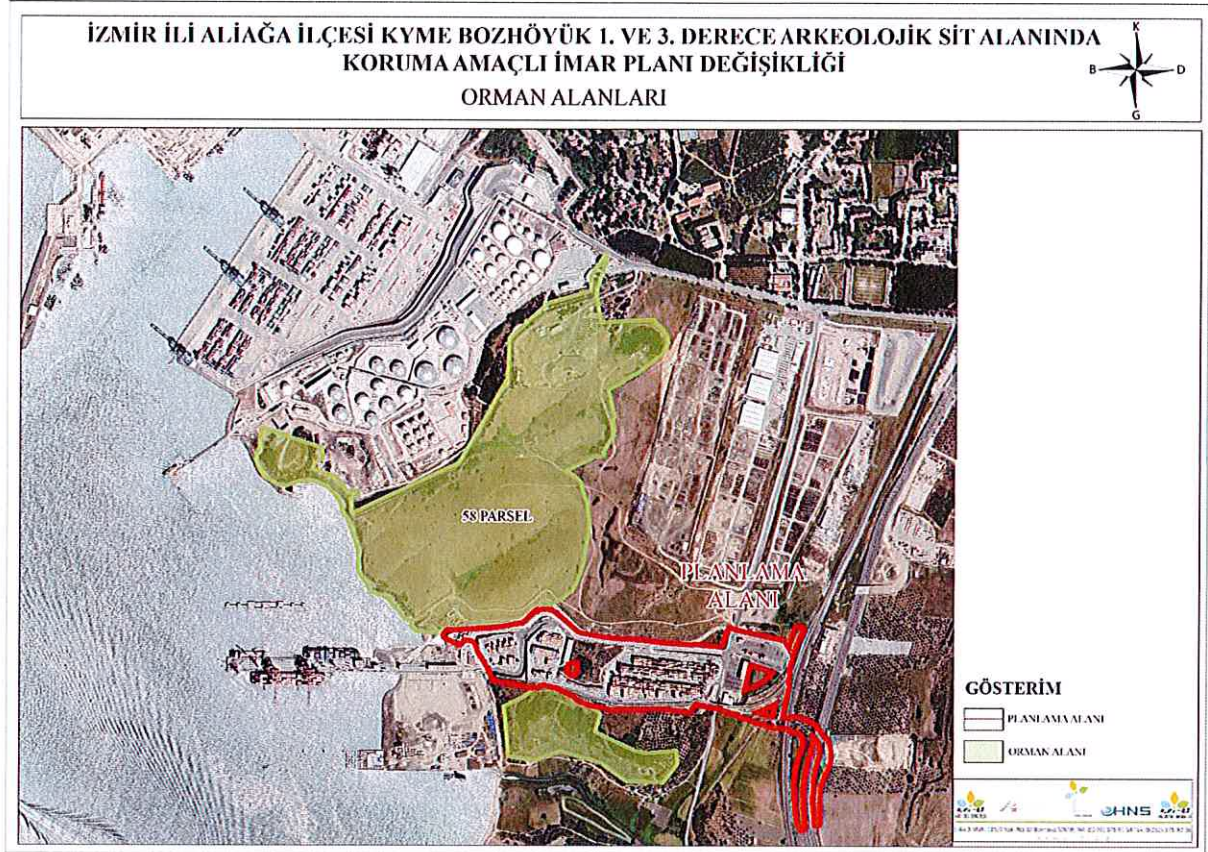 İZMİR İLİ ALİAĞA İLÇESİ KYME BOZHÖYÜK 1. VE 3. DERECE ARKEOLOJİK SİT ALANINDA
KORUMA AMAÇLI İMAR PLANI DEĞİŞİKLİĞİ
ORMAN ALANLARI
K
B
D
G
58 PARSEL
PLANLAMA
ALANI
GÖSTERİM
PLANLAMA ALANI
ORMAN ALANI
HNS